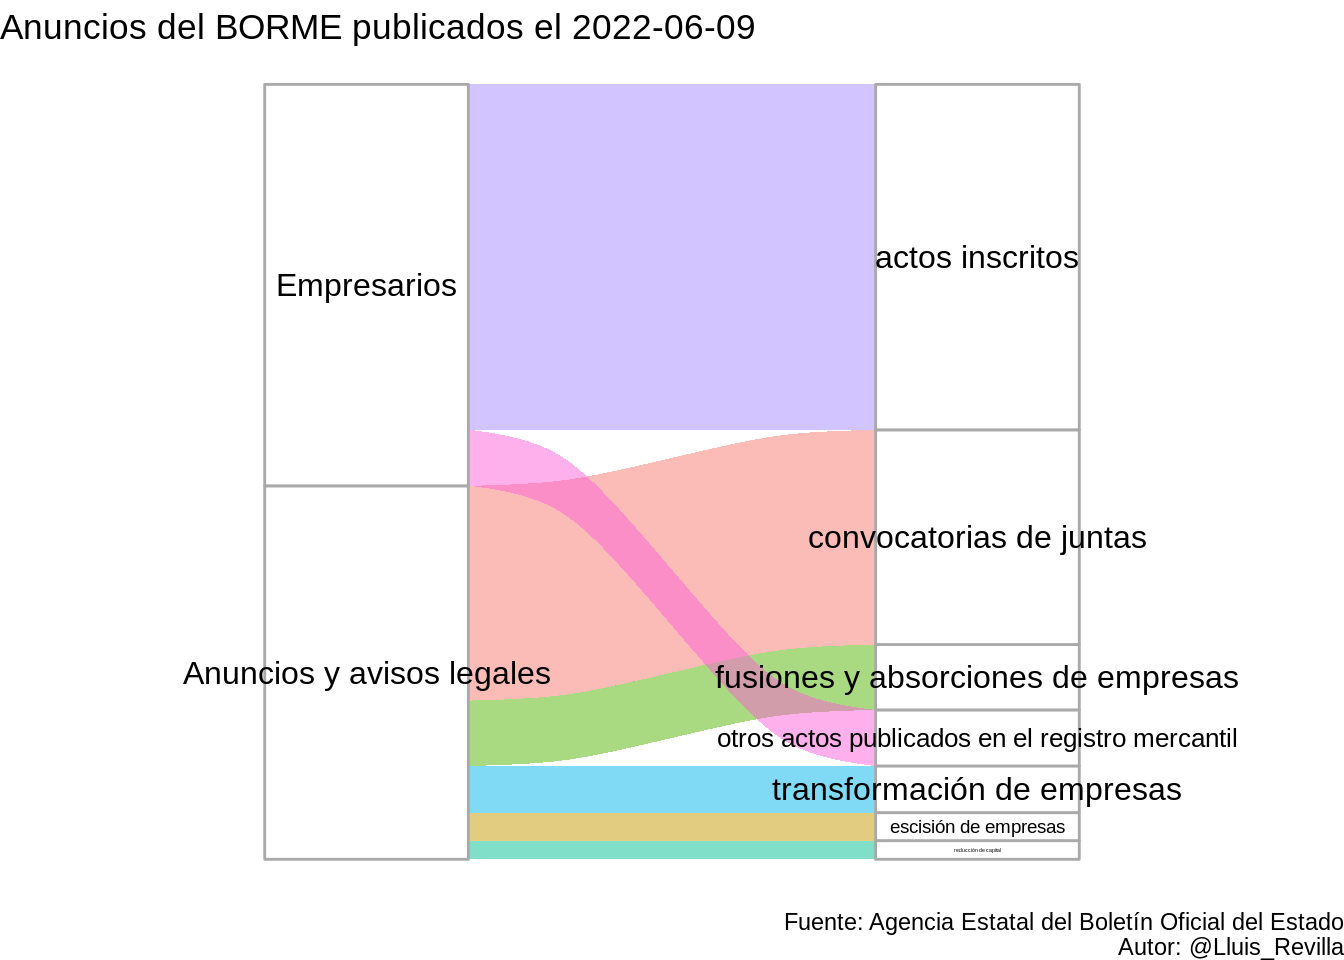 Anuncios del BORME publicados el 2022-06-09
Empresarios
Anuncios y avisos legales
actos inscritos
convocatorias de juntas
fusiones y absorciones de empresas
otros actos publicados en el registro mercantil
transformación de empresas
escisión de empresas
reducción de capital
Fuente: Agencia Estatal del Boletín Oficial del Estado
Autor: @Lluis_Revilla